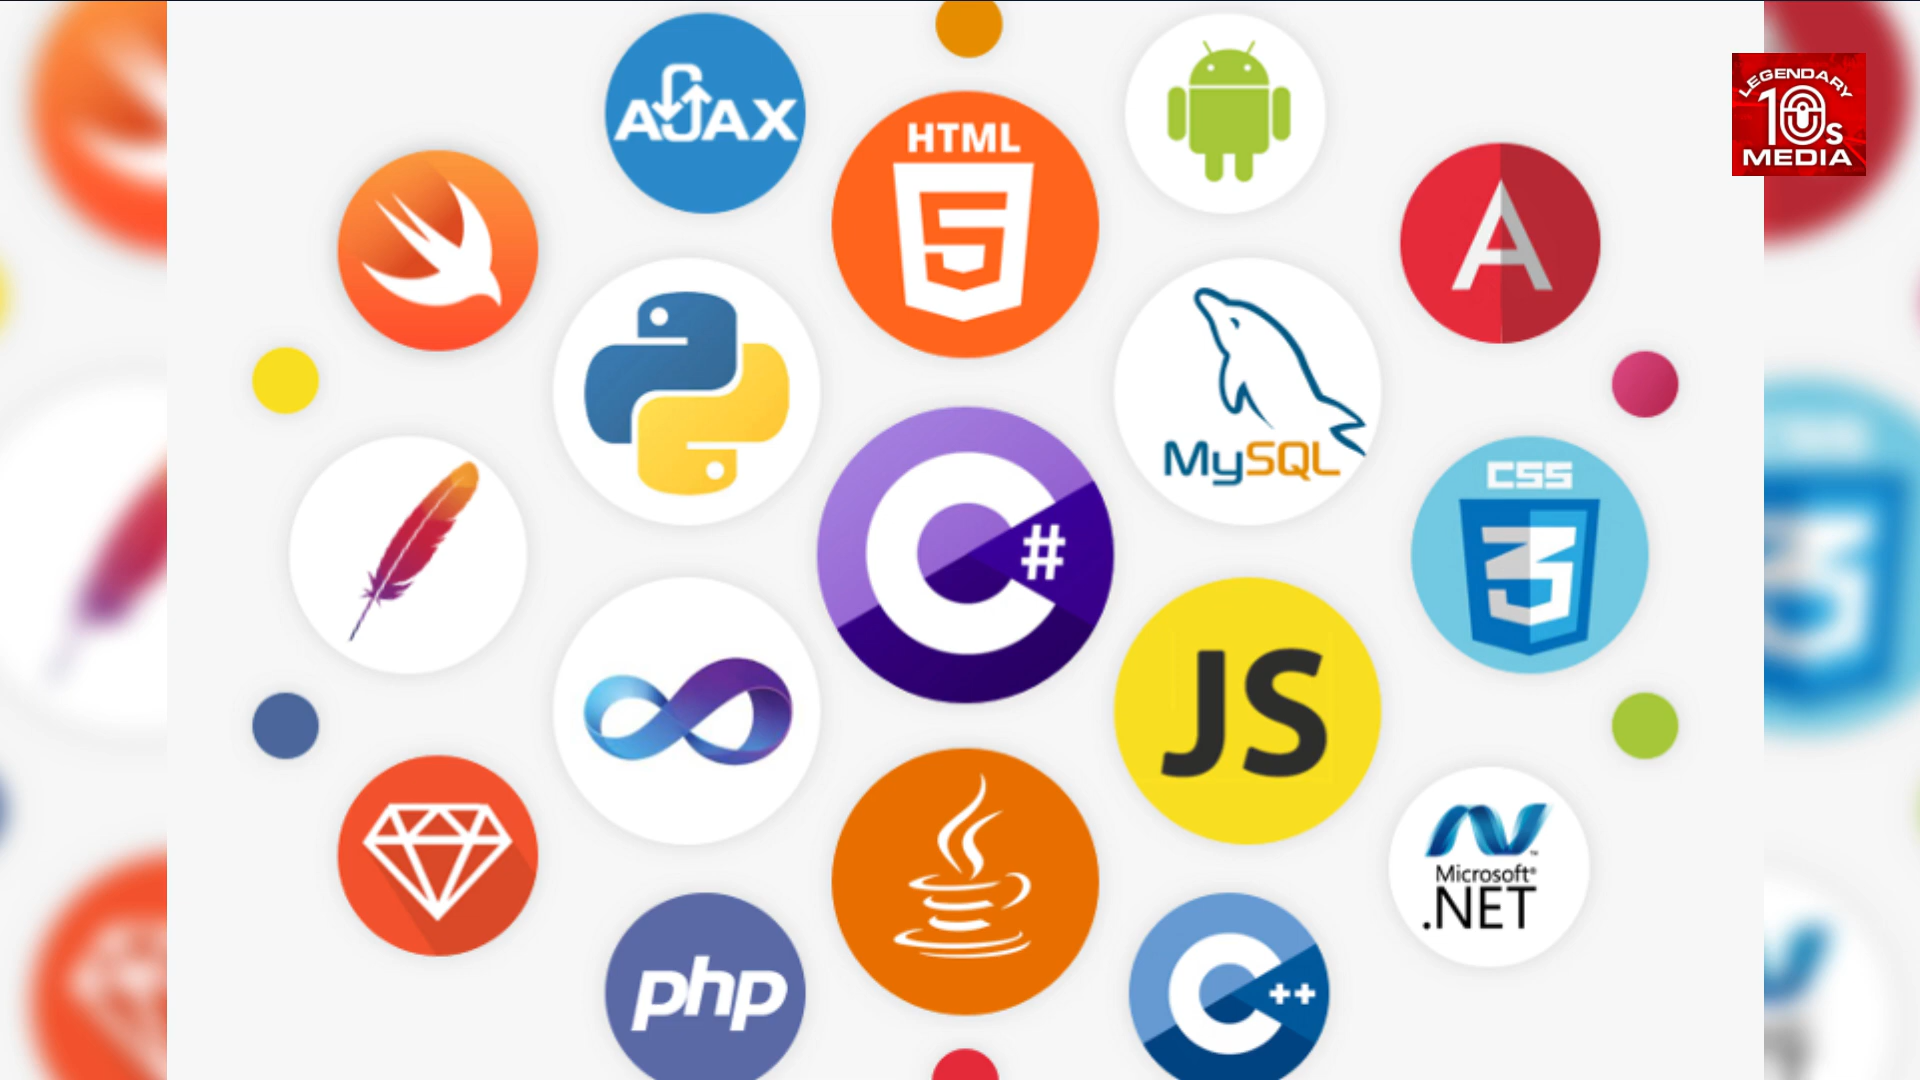 AJAX
HTML
5
LEGENDARY
10s
MEDIA
A
MySQL
C#
CSS
3
JS
Microsoft®
.NET
php
C++